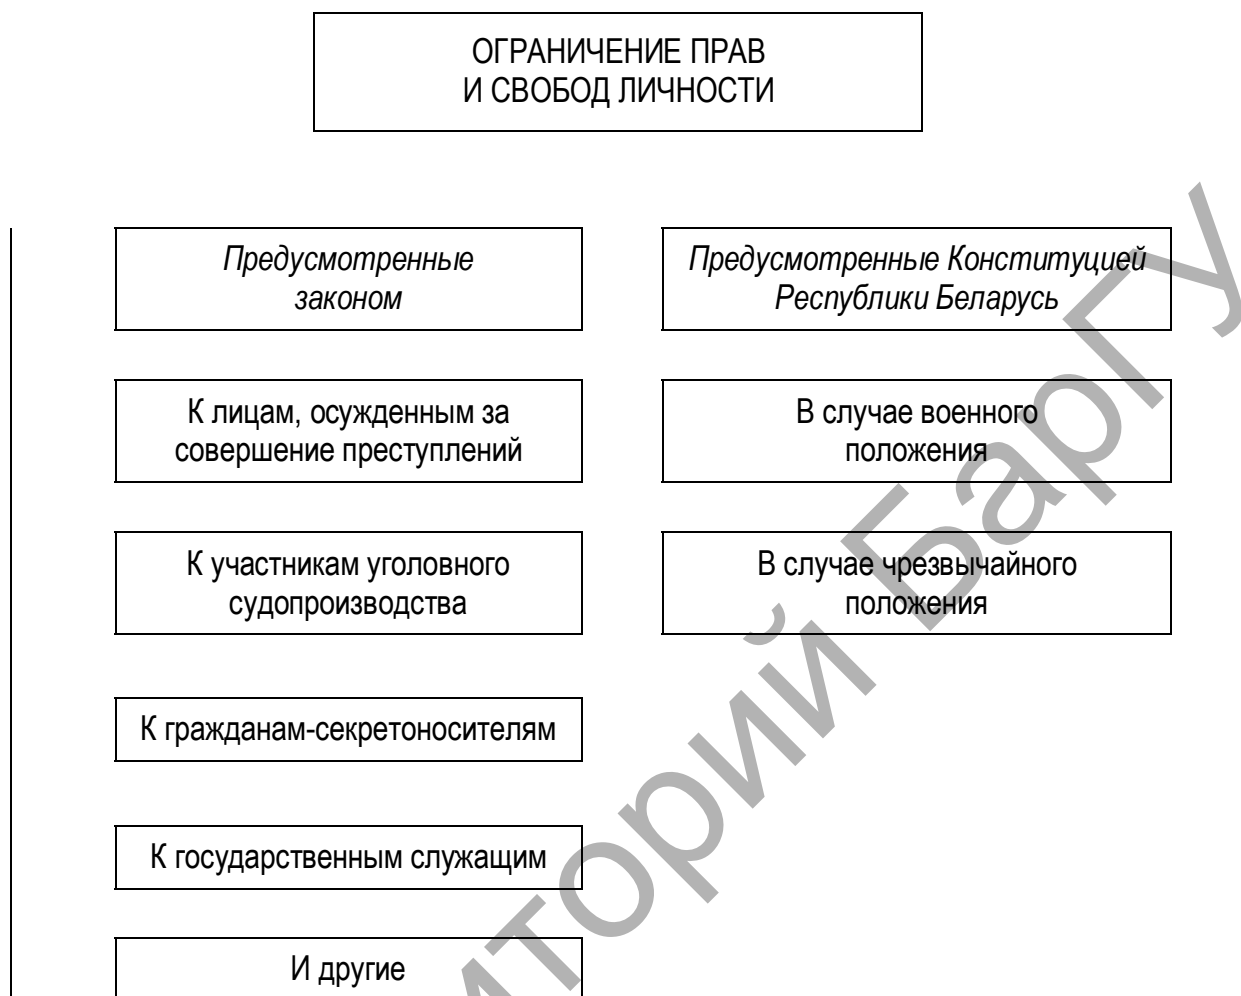 ОГРАНИЧЕНИЕ ПРАВ
И СВОБОД ЛИЧНОСТИ
Предусмотренные
законом
К лицам, осужденным за
совершение преступлений
К участникам уголовного
судопроизводства
К гражданам-секретоносителям
К государственным служащим
И другие
Предусмотренные Конституцией
Республики Беларусь
В случае военного
положения
В случае чрезвычайного
положения
БарГУ